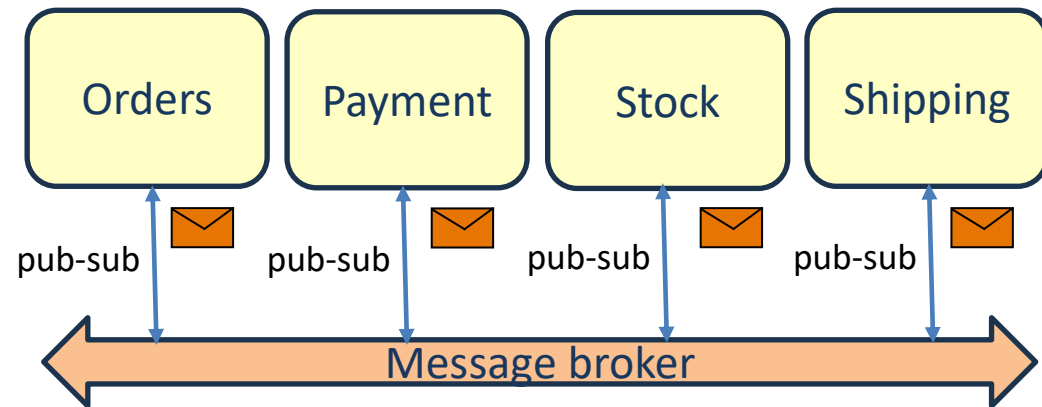 Orders
Payment
Stock
Shipping
pub-sub
pub-sub
pub-sub
pub-sub
Message broker